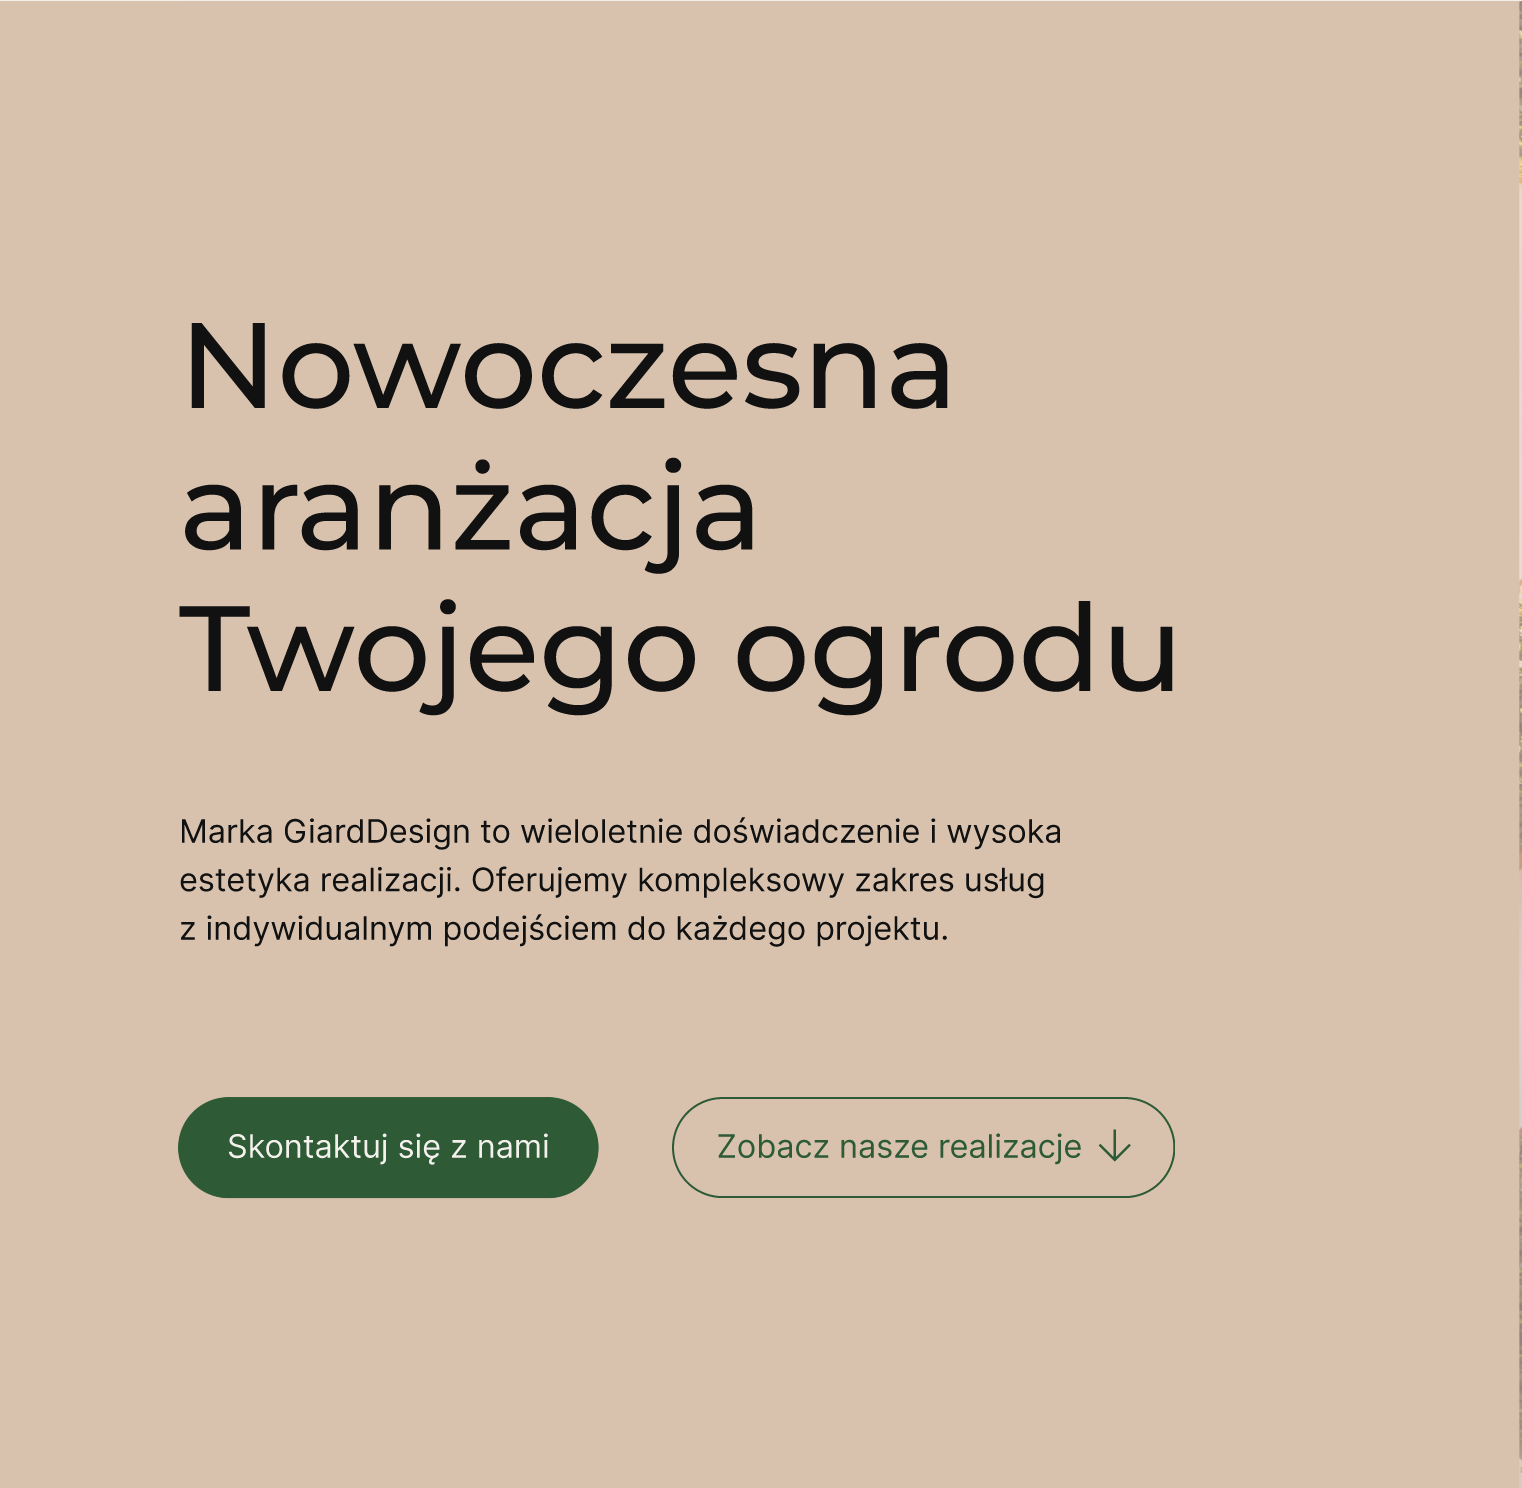 Nowoczesna
aranżacja
Twojego ogrodu
Marka GiardDesign to wieloletnie doświadczenie i wysoka
estetyka realizacji. Oferujemy kompleksowy zakres usług
z indywidualnym podejściem do każdego projektu.
Skontaktuj się z nami
Zobacz nasze realizacje ↓